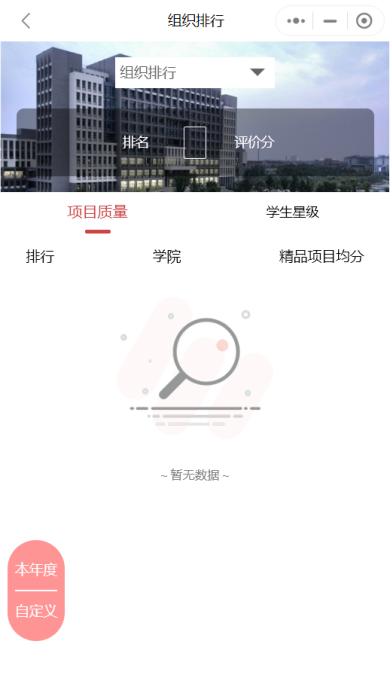 组织排行
组织排行
排名 评价分
项目质量 学生星级
排行 学院 精品项目均分
~ 暂无数据 ~
本年度
自定义